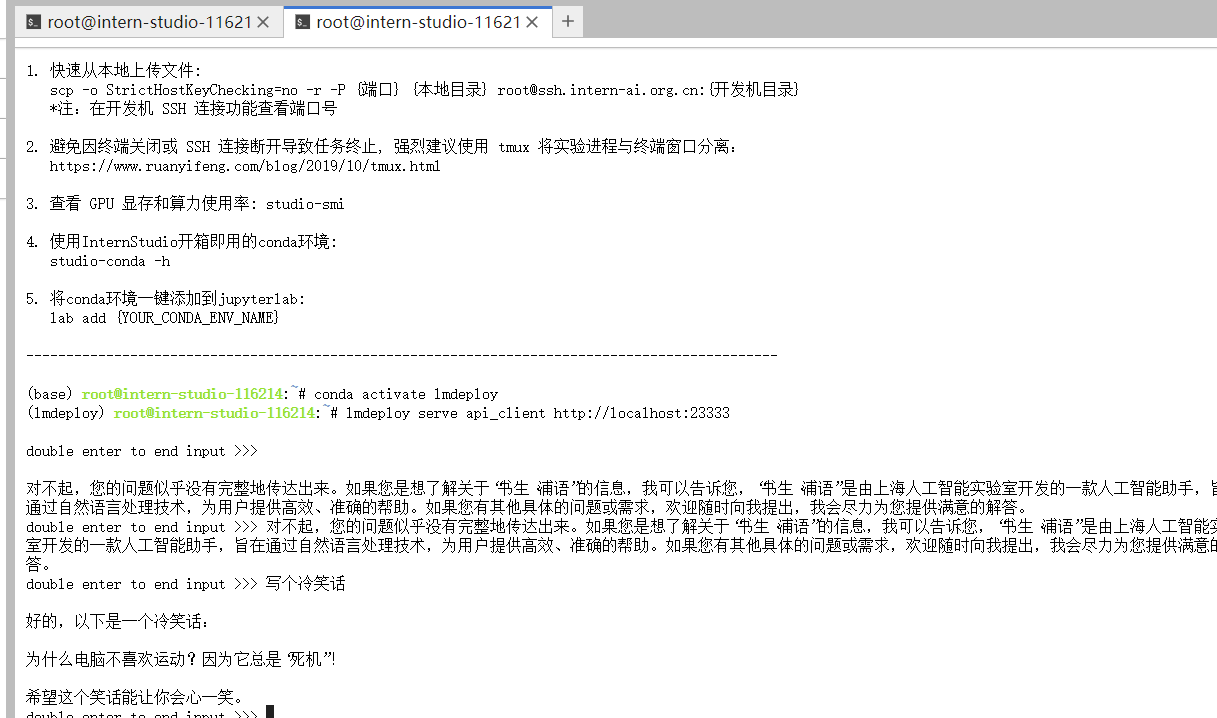 root@intern-studio-11621
root@intern-studio-11621
1. 快速从本地上传文件:
scp -o StrictHostKeyChecking=no -r -P {端口} {本地目录} root@ssh.intern-ai.org.cn:{开发机目录}
*注: 在开发机 SSH 连接功能查看端口号
2. 避免因终端关闭或 SSH 连接断开导致任务终止, 强烈建议使用 tmux 将实验进程与终端窗口分离:
https://www.ruanyifeng.com/blog/2019/10/tmux.html
3. 查看 GPU 显存和算力使用率: studio-smi
4. 使用InternStudio开箱即用的conda环境:
studio-conda -h
5. 将conda环境一键添加到jupyterlab:
lab add {YOUR_CONDA_ENV_NAME}
----------------------------------------------------------------------------------------------
(base) root@intern-studio-116214:~# conda activate lmdeploy
(lmdeploy) root@intern-studio-116214:~# lmdeploy serve api_client http://localhost:23333
double enter to end input >>>
对不起，您的问题似乎没有完整地传达出来。如果您是想了解关于“书生·浦语”的信息，我可以告诉您，“书生·浦语”是由上海人工智能实验室开发的一款人工智能助手，旨
通过自然语言处理技术，为用户提供高效、准确的帮助。如果您有其他具体的问题或需求，欢迎随时向我提出，我会尽力为您提供满意的解答。
double enter to end input >>> 对不起，您的问题似乎没有完整地传达出来。如果您是想了解关于“书生·浦语”的信息，我可以告诉您，“书生·浦语”是由上海人工智能实
室开发的一款人工智能助手，旨在通过自然语言处理技术，为用户提供高效、准确的帮助。如果您有其他具体的问题或需求，欢迎随时向我提出，我会尽力为您提供满意的
答。
double enter to end input >>> 写个冷笑话
好的，以下是一个冷笑话：
为什么电脑不喜欢运动？因为它总是“死机”！
希望这个笑话能让你会心一笑。
double enter to end input >>>